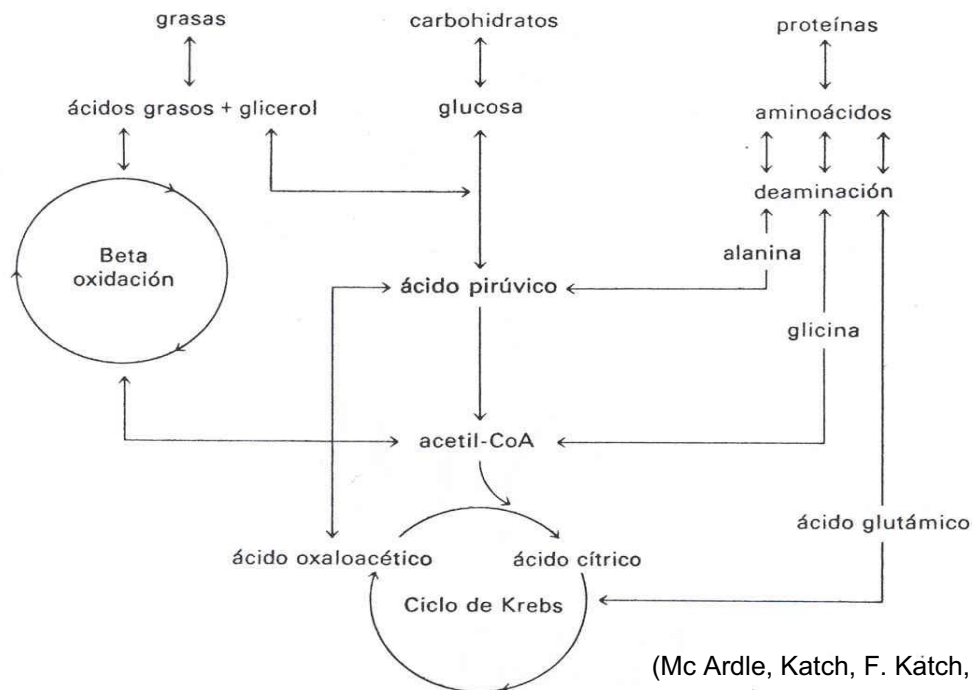 grasas
carbohidratos
proteínas
ácidos grasos + glicerol
glucosa
aminoácidos
deaminación
Beta
oxidación
alanina
ácido pirúvico
glicina
acetil-CoA
ácido glutámico
ácido oxaloacético
ácido cítrico
Ciclo de Krebs
(Mc Ardle, Katch, F. Katch,